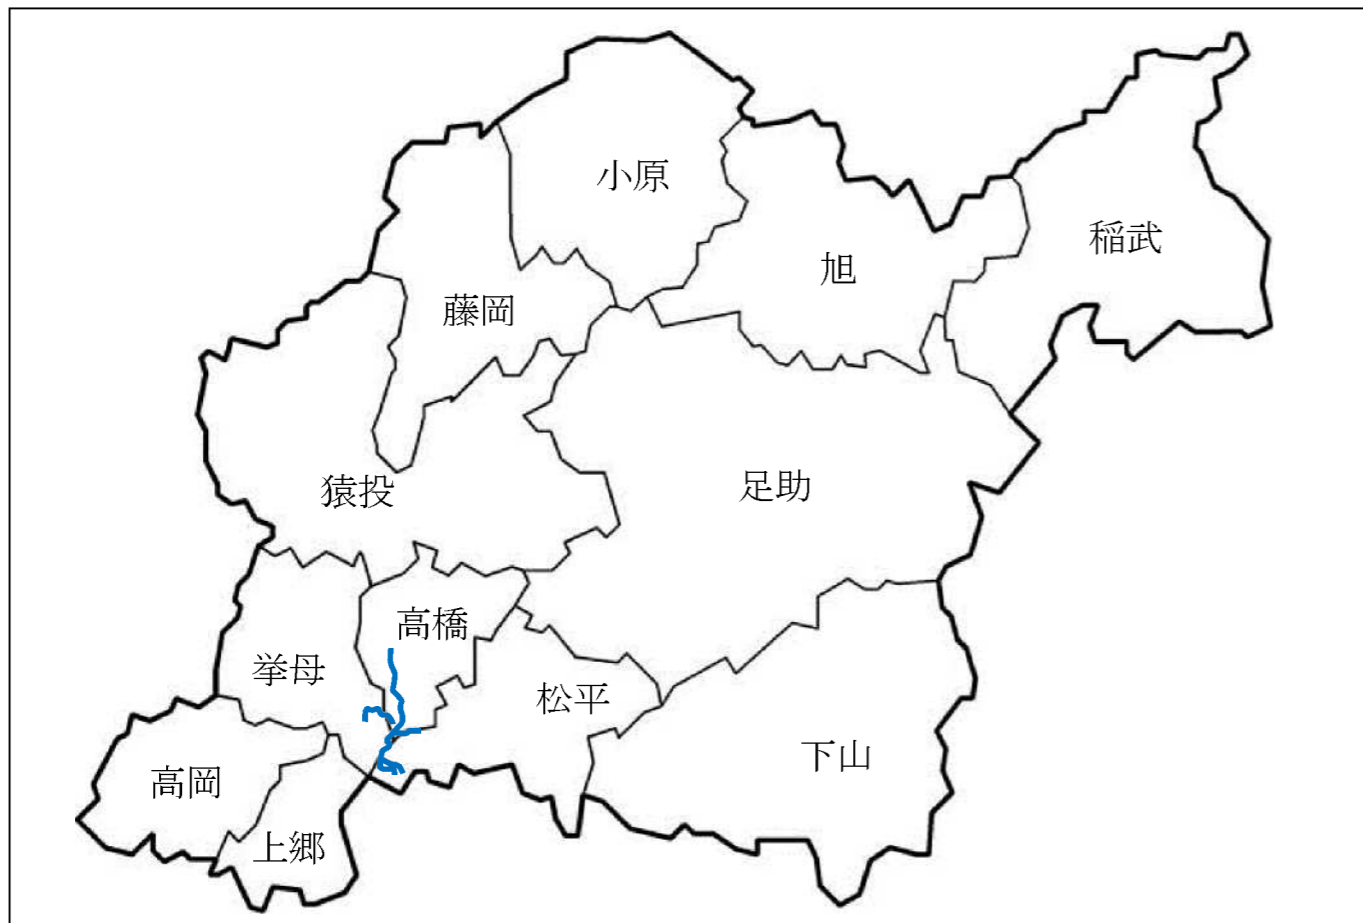 小原
稲武
旭
藤岡
足助
猿投
高橋
挙母
松平
下山
高岡
上郷